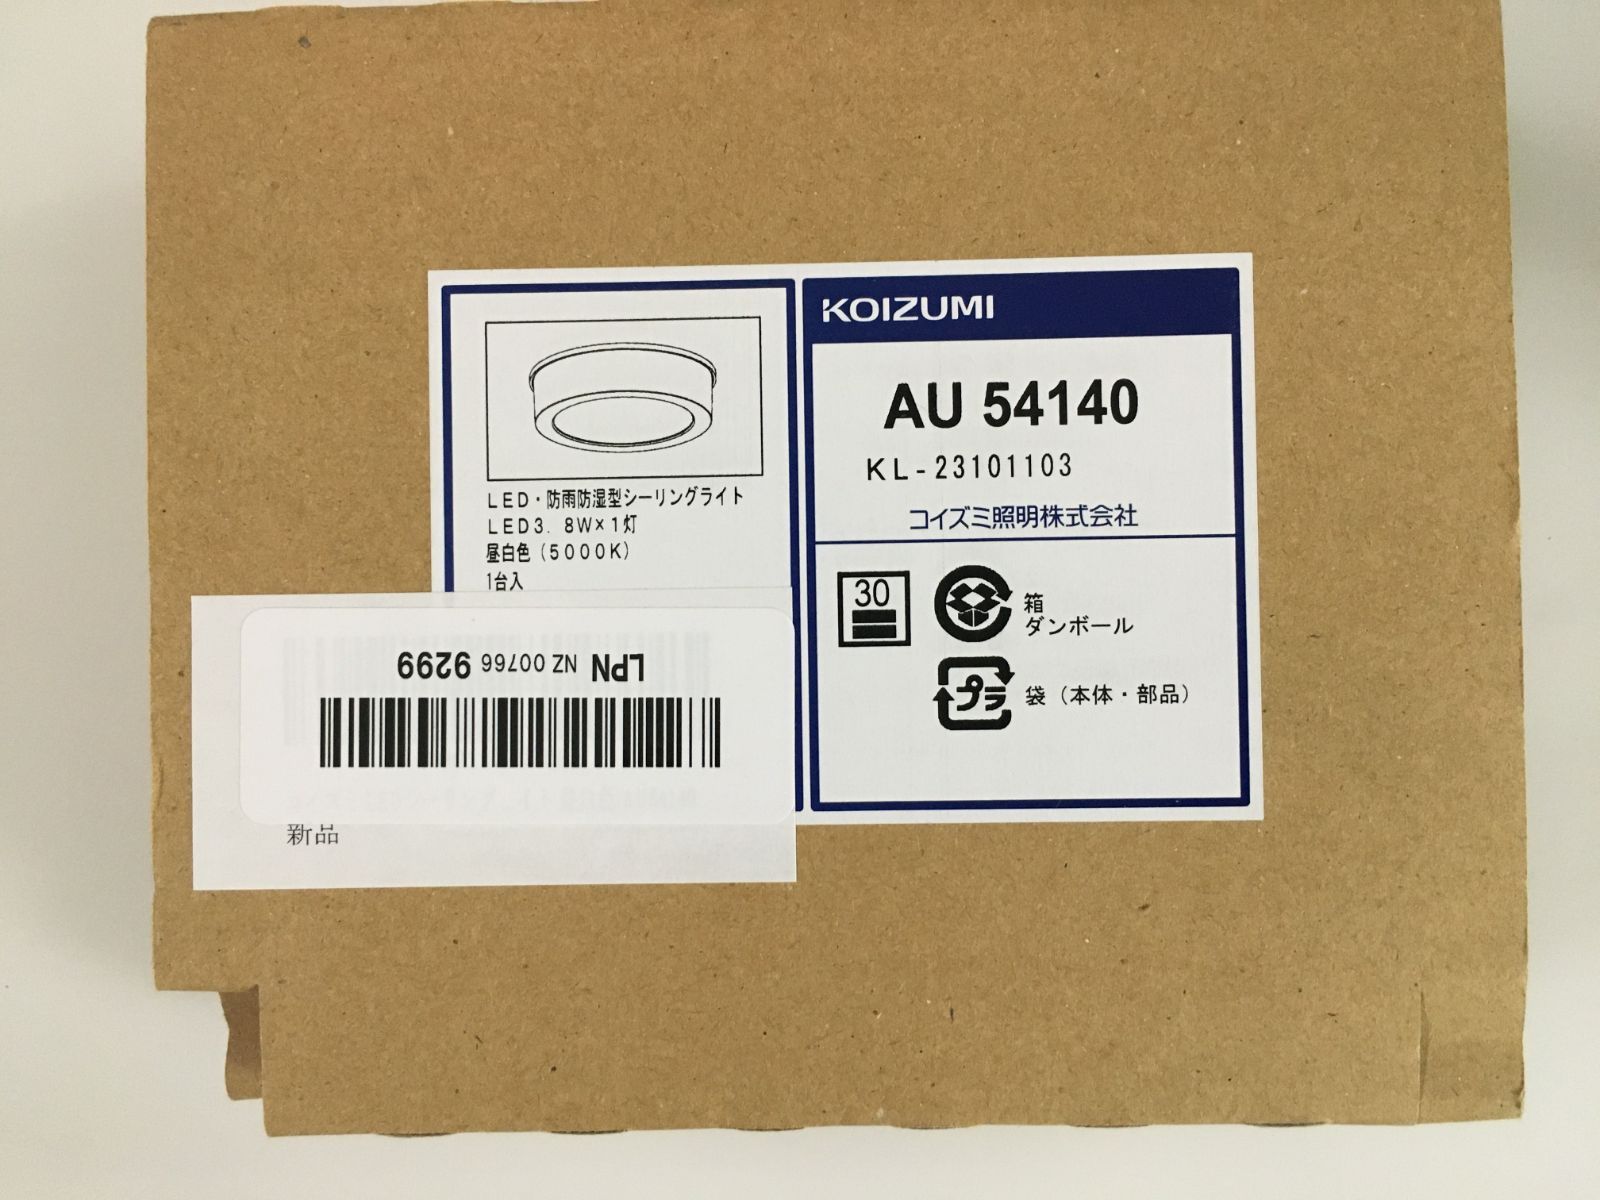 KOIZUMI
AU 54140
KL-23101103
コイズミ照明株式会社
LED・防雨防湿型シーリングライト
LED3. 8W×1灯
昼白色（5000K）
1台入
30
箱
ダンボール
プラ
袋（本体・部品）
LPN NZ 00766 9299
新品